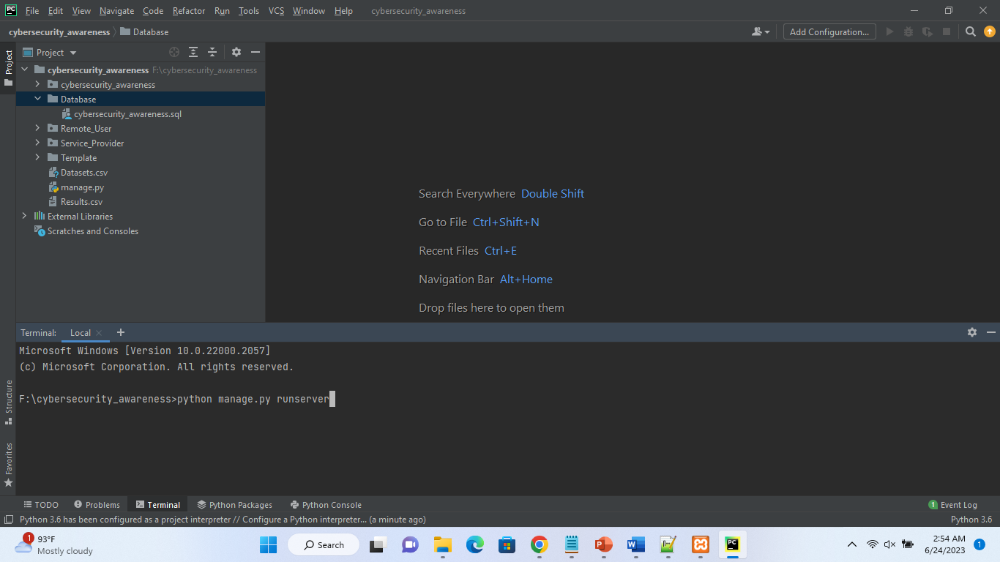 PC File Edit View Navigate Code Refactor Run Tools VCS Window Help cybersecurity_awareness
cybersecurity_awareness Database Add Configuration...
Project
Project
cybersecurity_awareness F:\cybersecurity_awareness
cybersecurity_awareness
Database
cybersecurity_awareness.sql
Remote_User
Service_Provider
Template
Datasets.csv
manage.py
Results.csv
External Libraries
Scratches and Consoles
Search Everywhere Double Shift
Go to File Ctrl+Shift+N
Recent Files Ctrl+E
Navigation Bar Alt+Home
Drop files here to open them
Terminal: Local
Microsoft Windows [Version 10.0.22000.2057]
(c) Microsoft Corporation. All rights reserved.
F:\cybersecurity_awareness>python manage.py runserver
Structure
Favorites
TODO Problems Terminal Python Packages Python Console 1 Event Log
Python 3.6 has been configured as a project interpreter // Configure a Python interpreter... (a minute ago) Python 3.6
1 93°F
Mostly cloudy
Search
2:54 AM
6/24/2023
1